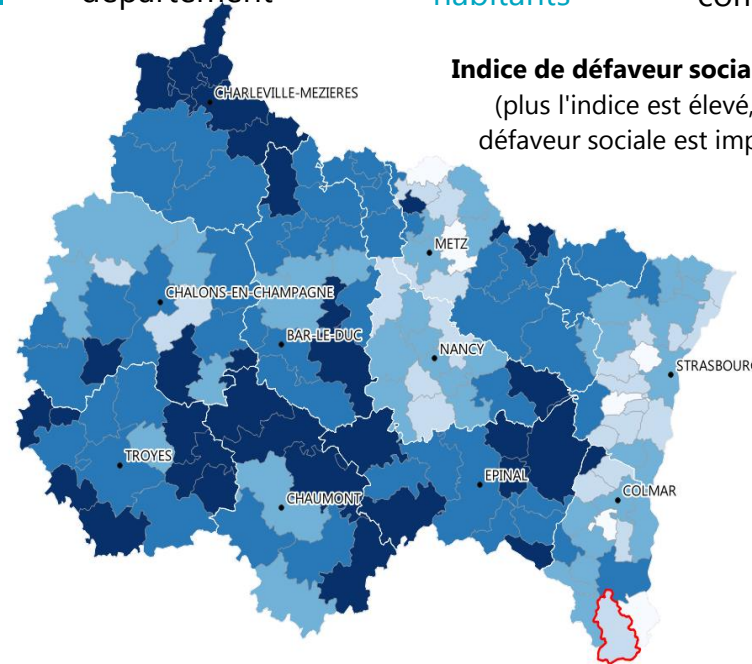 département
habitants
Indice de défaveur socia
(plus l'indice est élevé,
défaveur sociale est imp
CHARLEVILLE-MEZIERES
METZ
CHALONS-EN-CHAMPAGNE
BAR-LE-DUC
NANCY
STRASBOURG
TROYES
EPINAL
CHAUMONT
COLMAR